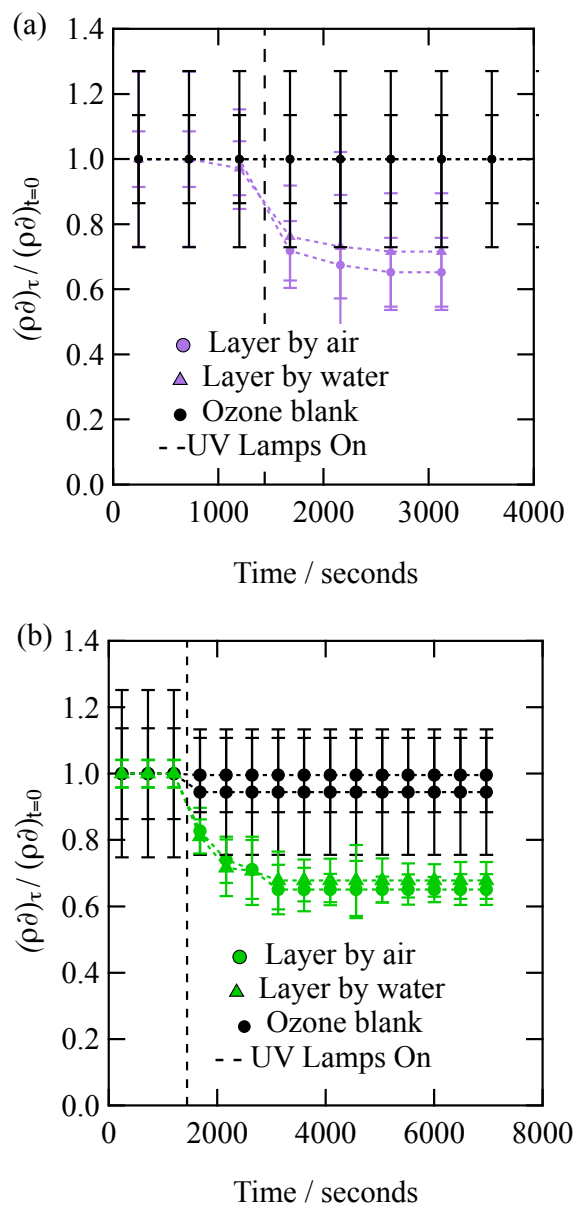 (a)
1.4
1.2
1.0
0.8
0.6
0.4
0.2
0.0
(ρ∂)τ / (ρ∂)t=0
Layer by air
Layer by water
Ozone blank
UV Lamps On
0 1000 2000 3000 4000
Time / seconds
(b)
1.4
1.2
1.0
0.8
0.6
0.4
0.2
0.0
(ρ∂)τ / (ρ∂)t=0
Layer by air
Layer by water
Ozone blank
UV Lamps On
0 2000 4000 6000 8000
Time / seconds